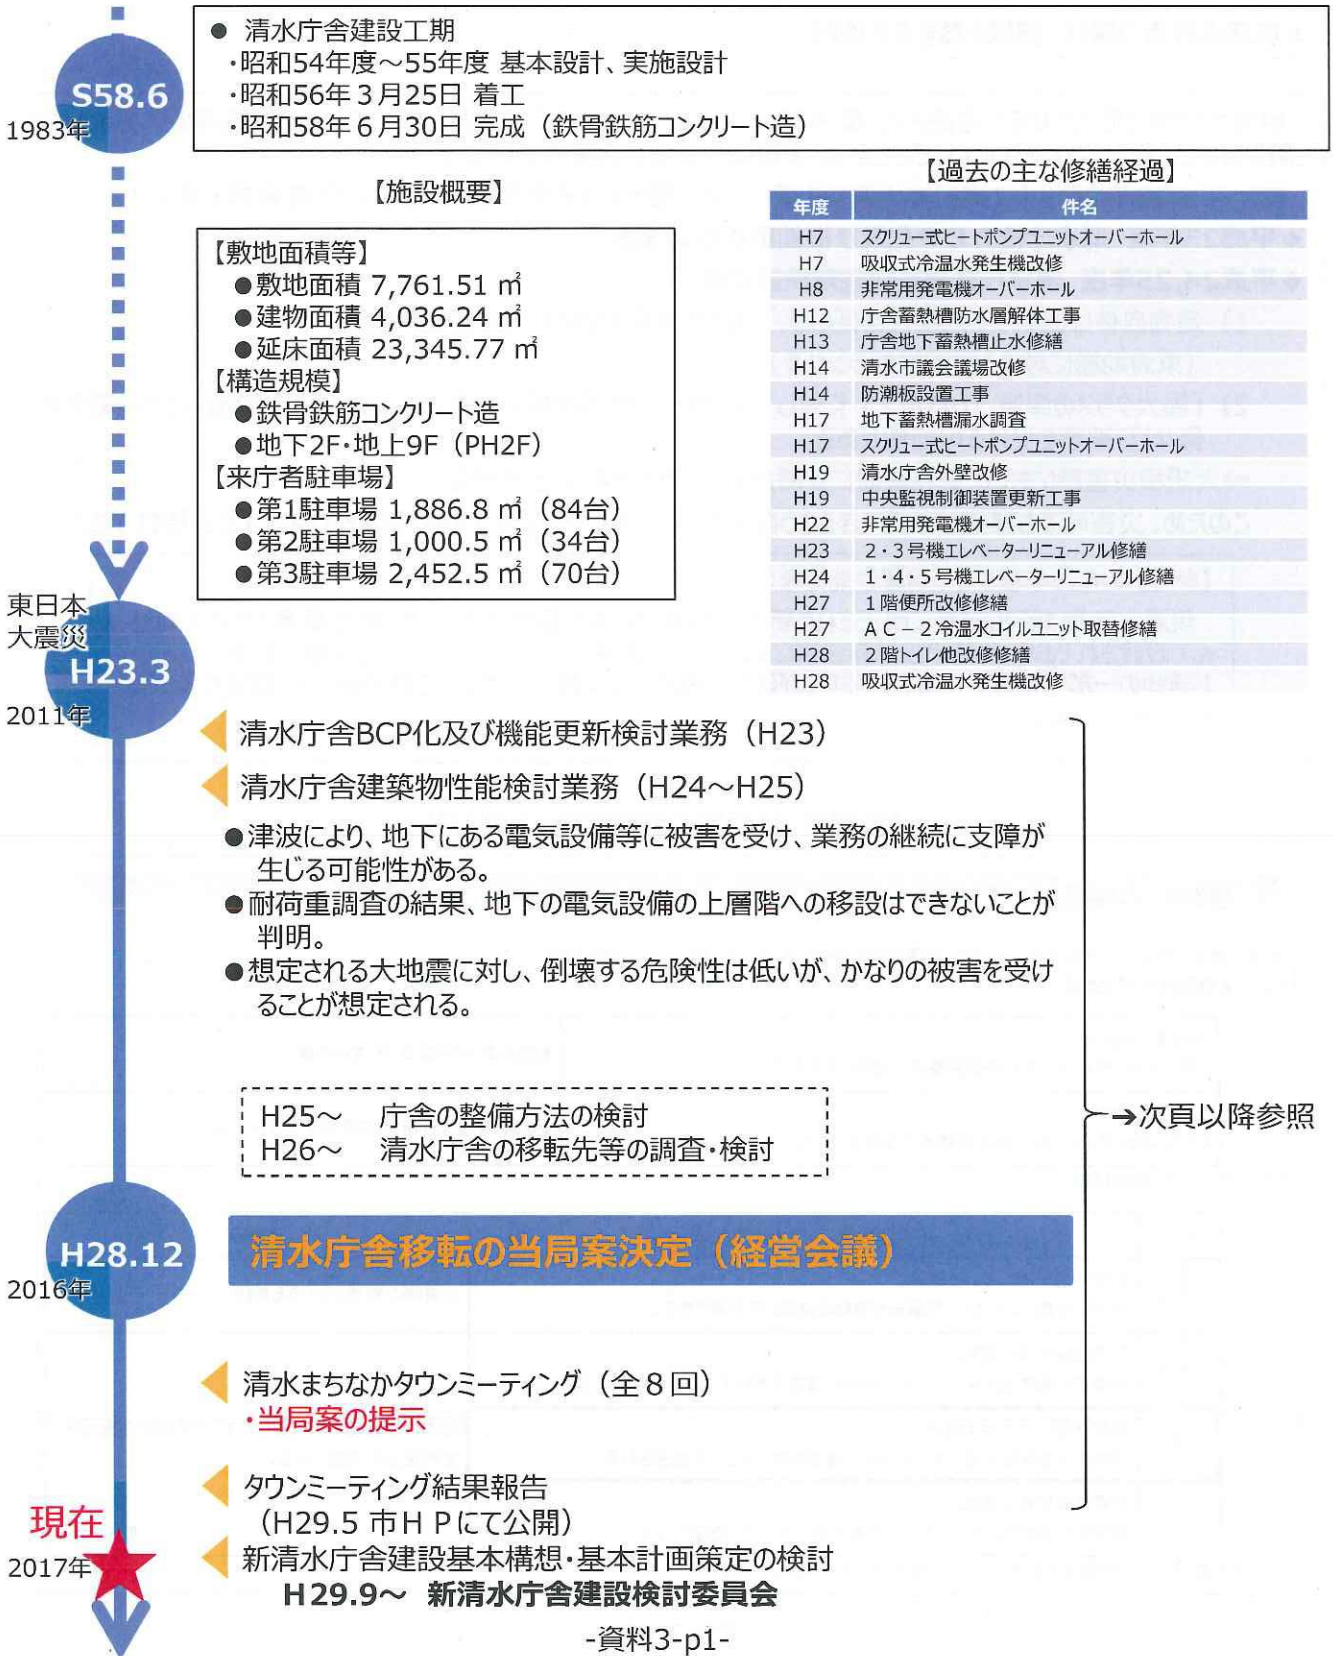 ● 清水庁舎建設工期
・昭和54年度～55年度 基本設計、実施設計
・昭和56年３月25日 着工
・昭和58年６月30日 完成（鉄骨鉄筋コンクリート造）
S58.6
1983年
【施設概要】
【敷地面積等】
●敷地面積 7,761.51 ㎡
●建物面積 4,036.24 ㎡
●延床面積 23,345.77 ㎡
【構造規模】
●鉄骨鉄筋コンクリート造
●地下2F・地上9F（PH2F）
【来庁者駐車場】
●第1駐車場 1,886.8 ㎡（84台）
●第2駐車場 1,000.5 ㎡（34台）
●第3駐車場 2,452.5 ㎡（70台）
【過去の主な修繕経過】
年度 件名
H7 スクリュー式ヒートポンプユニットオーバーホール
H7 吸収式冷温水発生機改修
H8 非常用発電機オーバーホール
H12 庁舎蓄熱槽防水層解体工事
H13 庁舎地下蓄熱槽止水修繕
H14 清水市議会議場改修
H14 防潮板設置工事
H17 地下蓄熱槽漏水調査
H17 スクリュー式ヒートポンプユニットオーバーホール
H19 清水庁舎外壁改修
H19 中央監視制御装置更新工事
H22 非常用発電機オーバーホール
H23 ２・３号機エレベーターリニューアル修繕
H24 １・４・５号機エレベーターリニューアル修繕
H27 １階便所改修修繕
H27 ＡＣ－２冷温水コイルユニット取替修繕
H28 ２階トイレ他改修修繕
H28 吸収式冷温水発生機改修
東日本
大震災
H23.3
2011年
清水庁舎BCP化及び機能更新検討業務（H23）
清水庁舎建築物性能検討業務（H24～H25）
●津波により、地下にある電気設備等に被害を受け、業務の継続に支障が
生じる可能性がある。
●耐荷重調査の結果、地下の電気設備の上層階への移設はできないことが
判明。
●想定される大地震に対し、倒壊する危険性は低いが、かなりの被害を受け
ることが想定される。
H25～ 庁舎の整備方法の検討
H26～ 清水庁舎の移転先等の調査・検討
➔次頁以降参照
H28.12
2016年
清水庁舎移転の当局案決定（経営会議）
清水まちなかタウンミーティング（全８回）
・当局案の提示
タウンミーティング結果報告
（H29.5 市ＨＰにて公開）
現在
2017年
新清水庁舎建設基本構想・基本計画策定の検討
H29.9～ 新清水庁舎建設検討委員会
-資料3-p1-